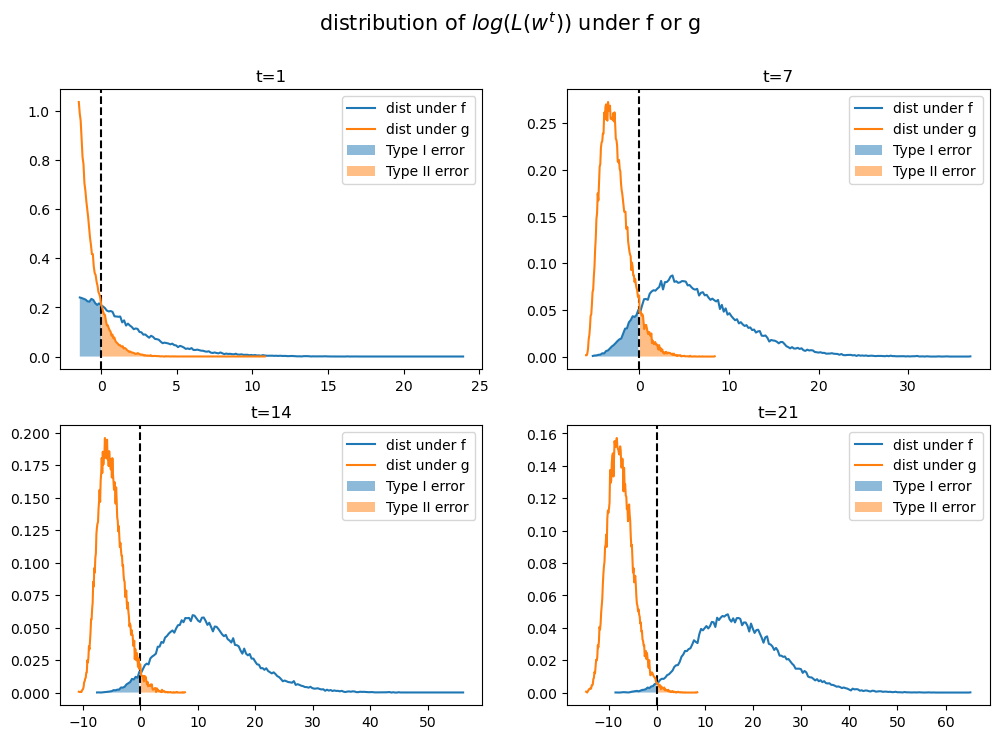 distribution of log(L(w^t)) under f or g
t=1
dist under f
dist under g
Type I error
Type II error
1.0
0.8
0.6
0.4
0.2
0.0
0 5 10 15 20 25
t=7
dist under f
dist under g
Type I error
Type II error
0.25
0.20
0.15
0.10
0.05
0.00
0 10 20 30
t=14
dist under f
dist under g
Type I error
Type II error
0.200
0.175
0.150
0.125
0.100
0.075
0.050
0.025
0.000
−10 0 10 20 30 40 50
t=21
dist under f
dist under g
Type I error
Type II error
0.16
0.14
0.12
0.10
0.08
0.06
0.04
0.02
0.00
−10 0 10 20 30 40 50 60